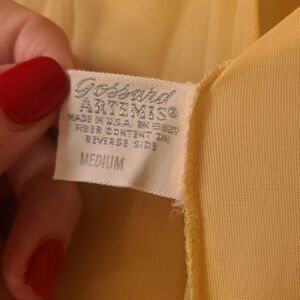 Gossard
ARTEMIS®
MADE IN U.S.A.
FIBER CONTENT ON
REVERSE SIDE
MEDIUM